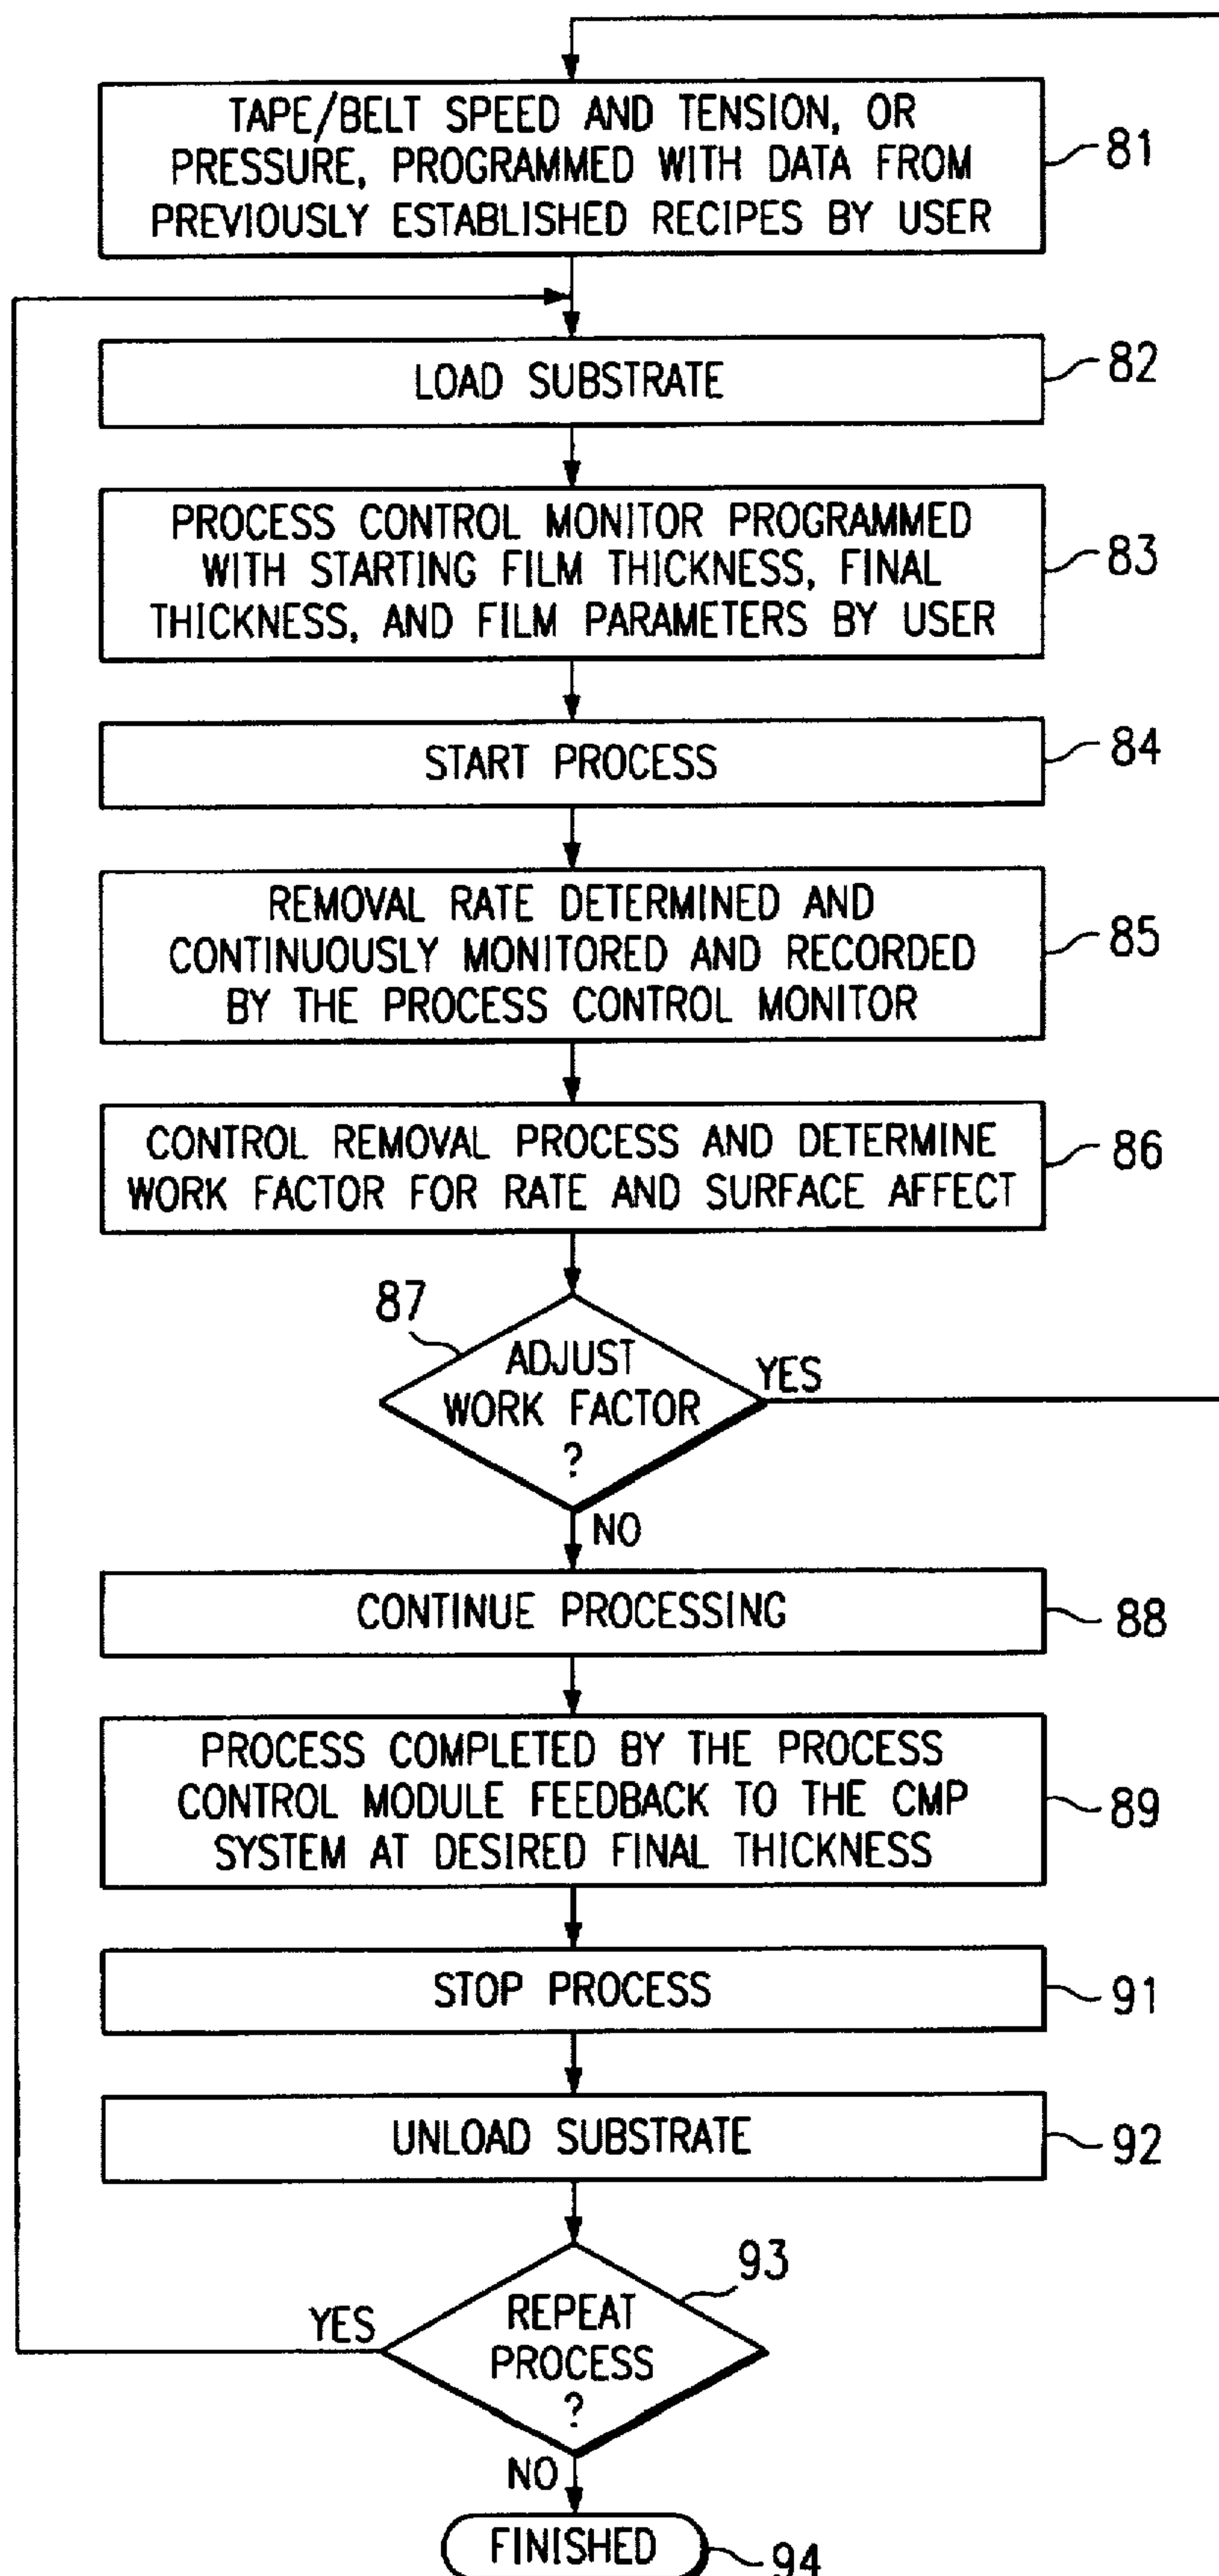 TAPE/BELT SPEED AND TENSION, OR
PRESSURE, PROGRAMMED WITH DATA FROM
PREVIOUSLY ESTABLISHED RECIPES BY USER
81
LOAD SUBSTRATE
82
PROCESS CONTROL MONITOR PROGRAMMED
WITH STARTING FILM THICKNESS, FINAL
THICKNESS, AND FILM PARAMETERS BY USER
83
START PROCESS
84
REMOVAL RATE DETERMINED AND
CONTINUOUSLY MONITORED AND RECORDED
BY THE PROCESS CONTROL MONITOR
85
CONTROL REMOVAL PROCESS AND DETERMINE
WORK FACTOR FOR RATE AND SURFACE AFFECT
86
87
ADJUST
WORK FACTOR
?
YES
NO
CONTINUE PROCESSING
88
PROCESS COMPLETED BY THE PROCESS
CONTROL MODULE FEEDBACK TO THE CMP
SYSTEM AT DESIRED FINAL THICKNESS
89
STOP PROCESS
91
UNLOAD SUBSTRATE
92
93
REPEAT
PROCESS
?
YES
NO
FINISHED
94